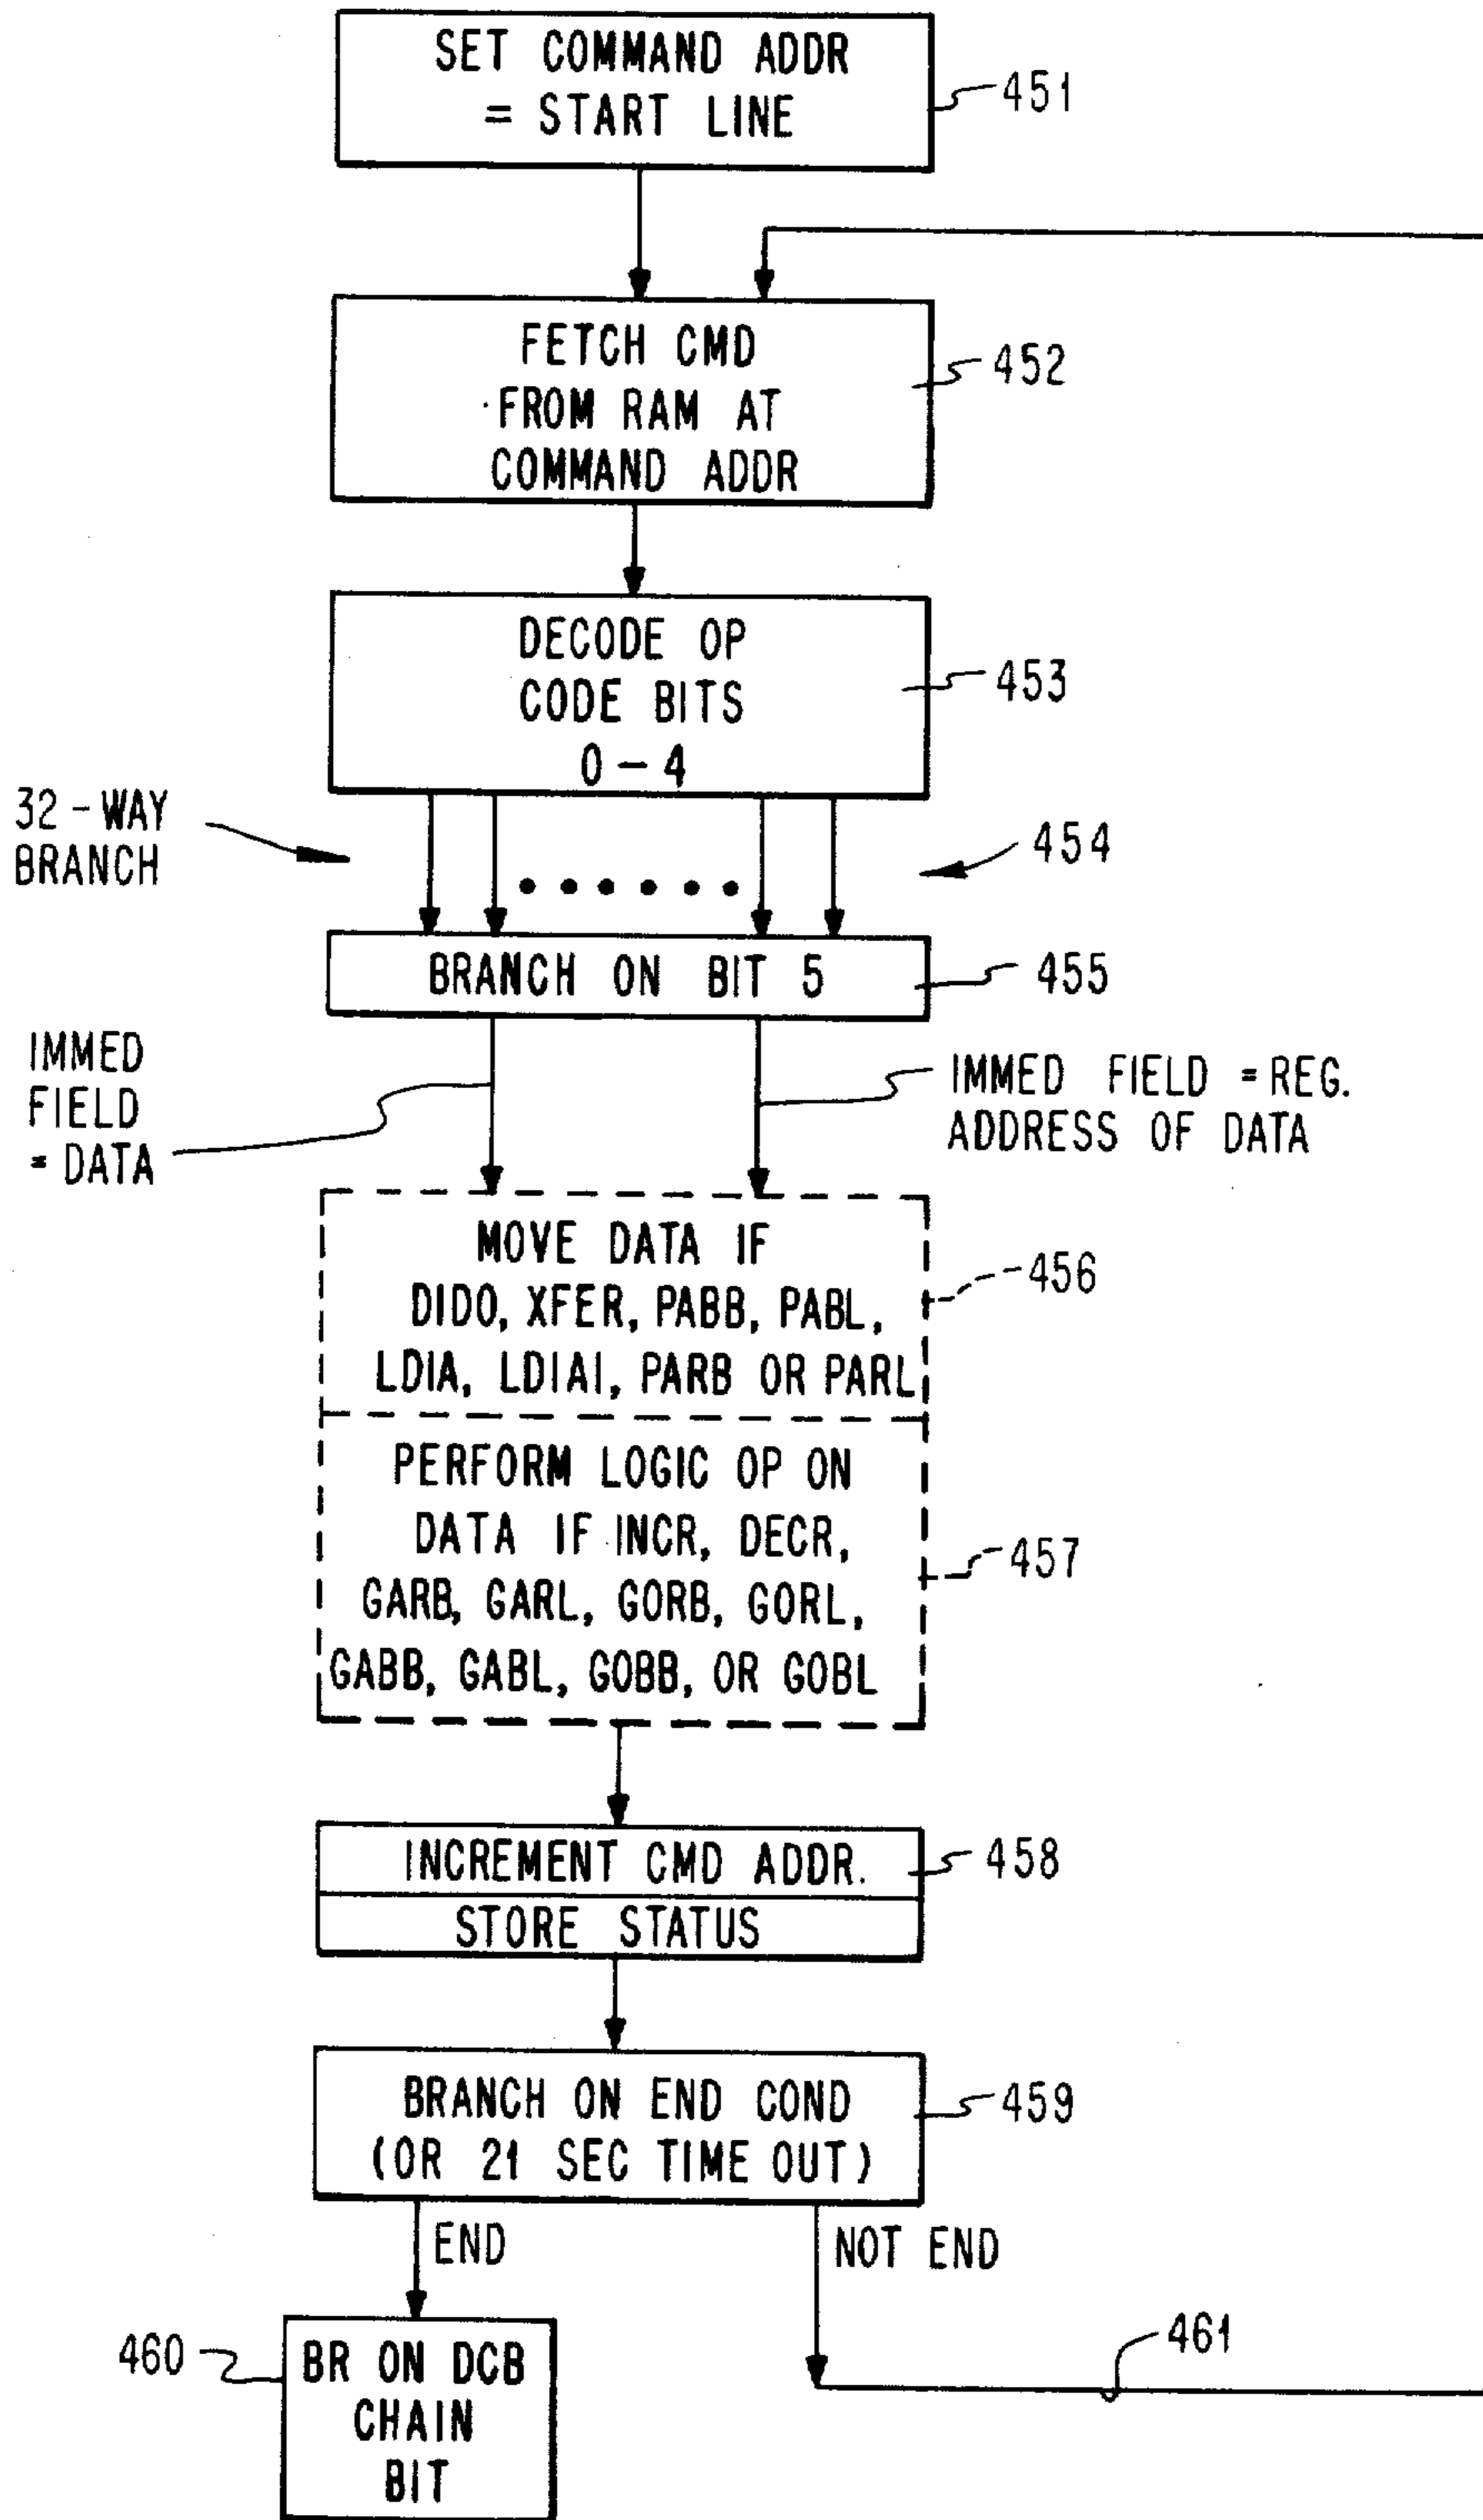 SET COMMAND ADDR
= START LINE
451
FETCH CMD
FROM RAM AT
COMMAND ADDR
452
DECODE OP
CODE BITS
0-4
453
32-WAY
BRANCH
454
BRANCH ON BIT 5
455
IMMED
FIELD
= DATA
IMMED FIELD = REG.
ADDRESS OF DATA
MOVE DATA IF
DIDO, XFER, PABB, PABL,
LDIA, LDIAI, PARB OR PARL
456
PERFORM LOGIC OP ON
DATA IF INCR, DECR,
GARB, GARL, GORB, GORL,
GABB, GABL, GOBB, OR GOBL
457
INCREMENT CMD ADDR.
458
STORE STATUS
BRANCH ON END COND
(OR 21 SEC TIME OUT)
459
END
NOT END
460
BR ON DCB
CHAIN
BIT
461